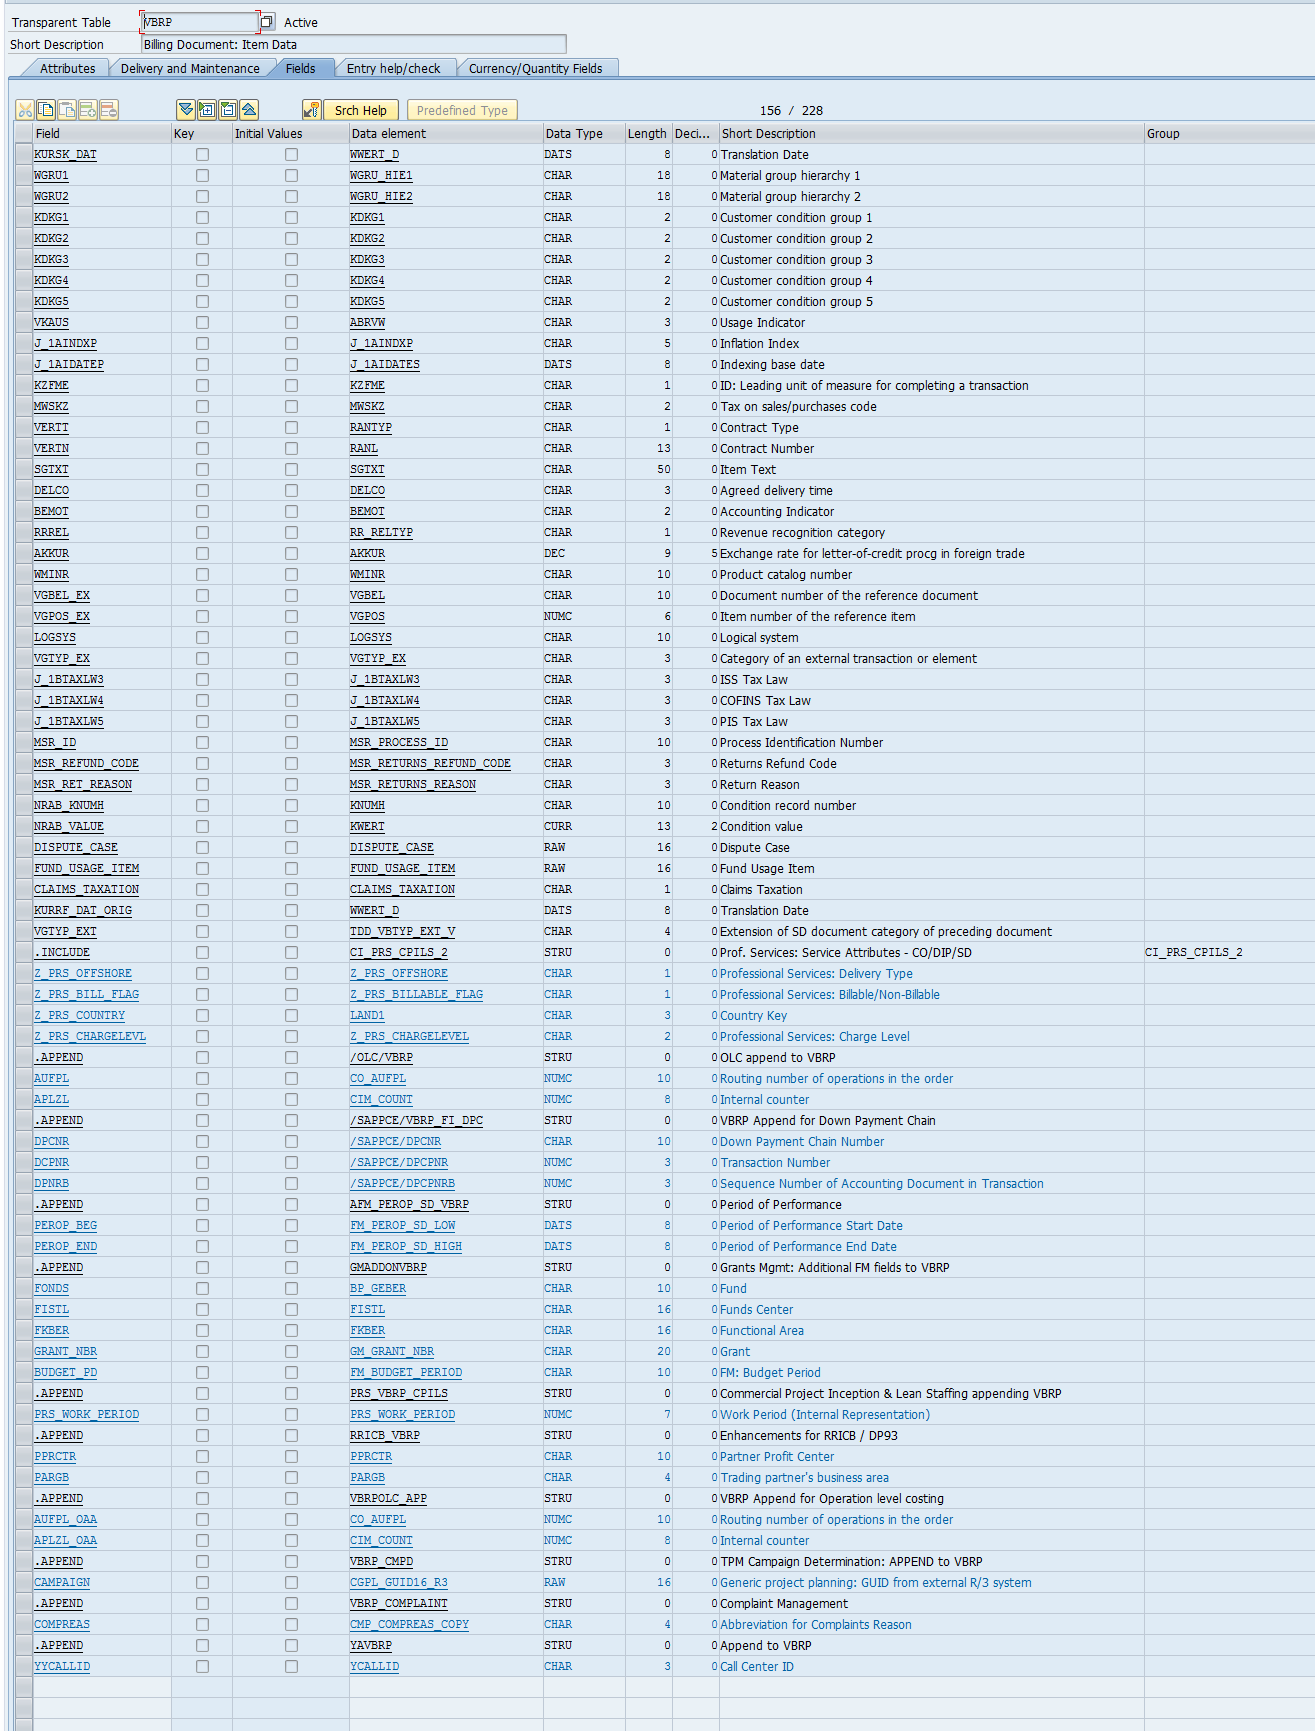 Transparent Table VBRP Active
Short Description Billing Document: Item Data
Attributes Delivery and Maintenance Fields Entry help/check Currency/Quantity Fields
Srch Help Predefined Type 156 / 228
Field Key Initial Values Data element Data Type Length Deci... Short Description Group
KURSK_DAT WWERT_D DATS 8 0 Translation Date
WGRU1 WGRU_HIE1 CHAR 18 0 Material group hierarchy 1
WGRU2 WGRU_HIE2 CHAR 18 0 Material group hierarchy 2
KDKG1 KDKG1 CHAR 2 0 Customer condition group 1
KDKG2 KDKG2 CHAR 2 0 Customer condition group 2
KDKG3 KDKG3 CHAR 2 0 Customer condition group 3
KDKG4 KDKG4 CHAR 2 0 Customer condition group 4
KDKG5 KDKG5 CHAR 2 0 Customer condition group 5
VKAUS ABRVW CHAR 3 0 Usage Indicator
J_1AINDXP J_1AINDXP CHAR 5 0 Inflation Index
J_1AIDATEP J_1AIDATES DATS 8 0 Indexing base date
KZFME KZFME CHAR 1 0 ID: Leading unit of measure for completing a transaction
MWSKZ MWSKZ CHAR 2 0 Tax on sales/purchases code
VERTT RANTYP CHAR 1 0 Contract Type
VERTN RANL CHAR 13 0 Contract Number
SGTXT SGTXT CHAR 50 0 Item Text
DELCO DELCO CHAR 3 0 Agreed delivery time
BEMOT BEMOT CHAR 2 0 Accounting Indicator
RRREL RR_RELTYP CHAR 1 0 Revenue recognition category
AKKUR AKKUR DEC 9 5 Exchange rate for letter-of-credit procg in foreign trade
WMINR WMINR CHAR 10 0 Product catalog number
VGBEL_EX VGBEL CHAR 10 0 Document number of the reference document
VGPOS_EX VGPOS NUMC 6 0 Item number of the reference item
LOGSYS LOGSYS CHAR 10 0 Logical system
VGTYP_EX VGTYP_EX CHAR 3 0 Category of an external transaction or element
J_1BTAXLW3 J_1BTAXLW3 CHAR 3 0 ISS Tax Law
J_1BTAXLW4 J_1BTAXLW4 CHAR 3 0 COFINS Tax Law
J_1BTAXLW5 J_1BTAXLW5 CHAR 3 0 PIS Tax Law
MSR_ID MSR_PROCESS_ID CHAR 10 0 Process Identification Number
MSR_REFUND_CODE MSR_RETURNS_REFUND_CODE CHAR 3 0 Returns Refund Code
MSR_RET_REASON MSR_RETURNS_REASON CHAR 3 0 Return Reason
NRAB_KNUMH KNUMH CHAR 10 0 Condition record number
NRAB_VALUE KWERT CURR 13 2 Condition value
DISPUTE_CASE DISPUTE_CASE RAW 16 0 Dispute Case
FUND_USAGE_ITEM FUND_USAGE_ITEM RAW 16 0 Fund Usage Item
CLAIMS_TAXATION CLAIMS_TAXATION CHAR 1 0 Claims Taxation
KURRF_DAT_ORIG WWERT_D DATS 8 0 Translation Date
VGTYP_EXT TDD_VBTYP_EXT_V CHAR 4 0 Extension of SD document category of preceding document
.INCLUDE CI_PRS_CPILS_2 STRU 0 0 Prof. Services: Service Attributes - CO/DIP/SD CI_PRS_CPILS_2
Z_PRS_OFFSHORE Z_PRS_OFFSHORE CHAR 1 0 Professional Services: Delivery Type
Z_PRS_BILL_FLAG Z_PRS_BILLABLE_FLAG CHAR 1 0 Professional Services: Billable/Non-Billable
Z_PRS_COUNTRY LAND1 CHAR 3 0 Country Key
Z_PRS_CHARGELEVL Z_PRS_CHARGELEVEL CHAR 2 0 Professional Services: Charge Level
.APPEND /OLC/VBRP STRU 0 0 OLC append to VBRP
AUFPL CO_AUFPL NUMC 10 0 Routing number of operations in the order
APLZL CIM_COUNT NUMC 8 0 Internal counter
.APPEND /SAPPCE/VBRP_FI_DPC STRU 0 0 VBRP Append for Down Payment Chain
DPCNR /SAPPCE/DPCNR CHAR 10 0 Down Payment Chain Number
DCPNR /SAPPCE/DPCPNR NUMC 3 0 Transaction Number
DPNRB /SAPPCE/DPCPNRB NUMC 3 0 Sequence Number of Accounting Document in Transaction
.APPEND AFM_PEROP_SD_VBRP STRU 0 0 Period of Performance
PEROP_BEG FM_PEROP_SD_LOW DATS 8 0 Period of Performance Start Date
PEROP_END FM_PEROP_SD_HIGH DATS 8 0 Period of Performance End Date
.APPEND GMADDONVBRP STRU 0 0 Grants Mgmt: Additional FM fields to VBRP
FONDS BP_GEBER CHAR 10 0 Fund
FISTL FISTL CHAR 16 0 Funds Center
FKBER FKBER CHAR 16 0 Functional Area
GRANT_NBR GM_GRANT_NBR CHAR 20 0 Grant
BUDGET_PD FM_BUDGET_PERIOD CHAR 10 0 FM: Budget Period
.APPEND PRS_VBRP_CPILS STRU 0 0 Commercial Project Inception & Lean Staffing appending VBRP
PRS_WORK_PERIOD PRS_WORK_PERIOD NUMC 7 0 Work Period (Internal Representation)
.APPEND RRICB_VBRP STRU 0 0 Enhancements for RRICB / DP93
PPRCTR PPRCTR CHAR 10 0 Partner Profit Center
PARGB PARGB CHAR 4 0 Trading partner's business area
.APPEND VBRPOLC_APP STRU 0 0 VBRP Append for Operation level costing
AUFPL_OAA CO_AUFPL NUMC 10 0 Routing number of operations in the order
APLZL_OAA CIM_COUNT NUMC 8 0 Internal counter
.APPEND VBRP_CMPD STRU 0 0 TPM Campaign Determination: APPEND to VBRP
CAMPAIGN CGPL_GUID16_R3 RAW 16 0 Generic project planning: GUID from external R/3 system
.APPEND VBRP_COMPLAINT STRU 0 0 Complaint Management
COMPREAS CMP_COMPREAS_COPY CHAR 4 0 Abbreviation for Complaints Reason
.APPEND YAVBRP STRU 0 0 Append to VBRP
YYCALLID YCALLID CHAR 3 0 Call Center ID